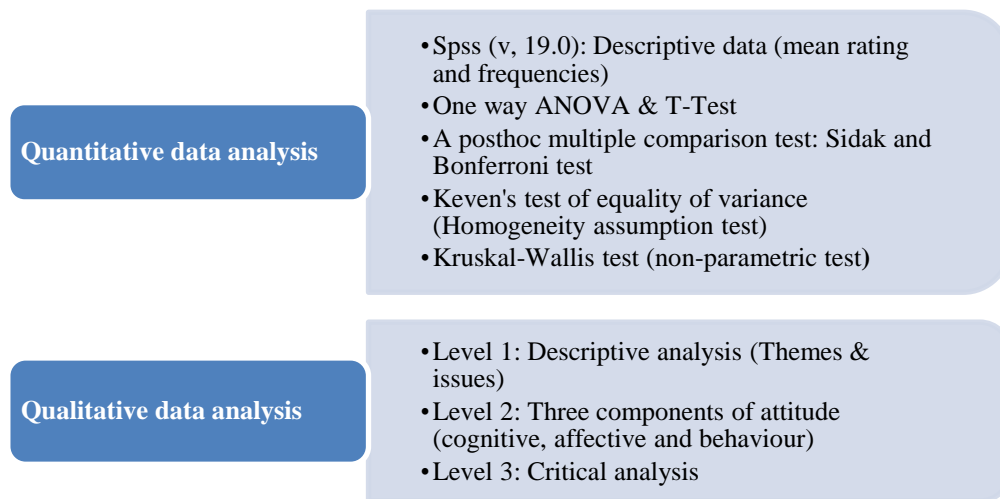 Quantitative data analysis
•Spss (v, 19.0): Descriptive data (mean rating
and frequencies)
•One way ANOVA & T-Test
•A posthoc multiple comparison test: Sidak and
Bonferroni test
•Keven's test of equality of variance
(Homogeneity assumption test)
•Kruskal-Wallis test (non-parametric test)
Qualitative data analysis
•Level 1: Descriptive analysis (Themes &
issues)
•Level 2: Three components of attitude
(cognitive, affective and behaviour)
•Level 3: Critical analysis